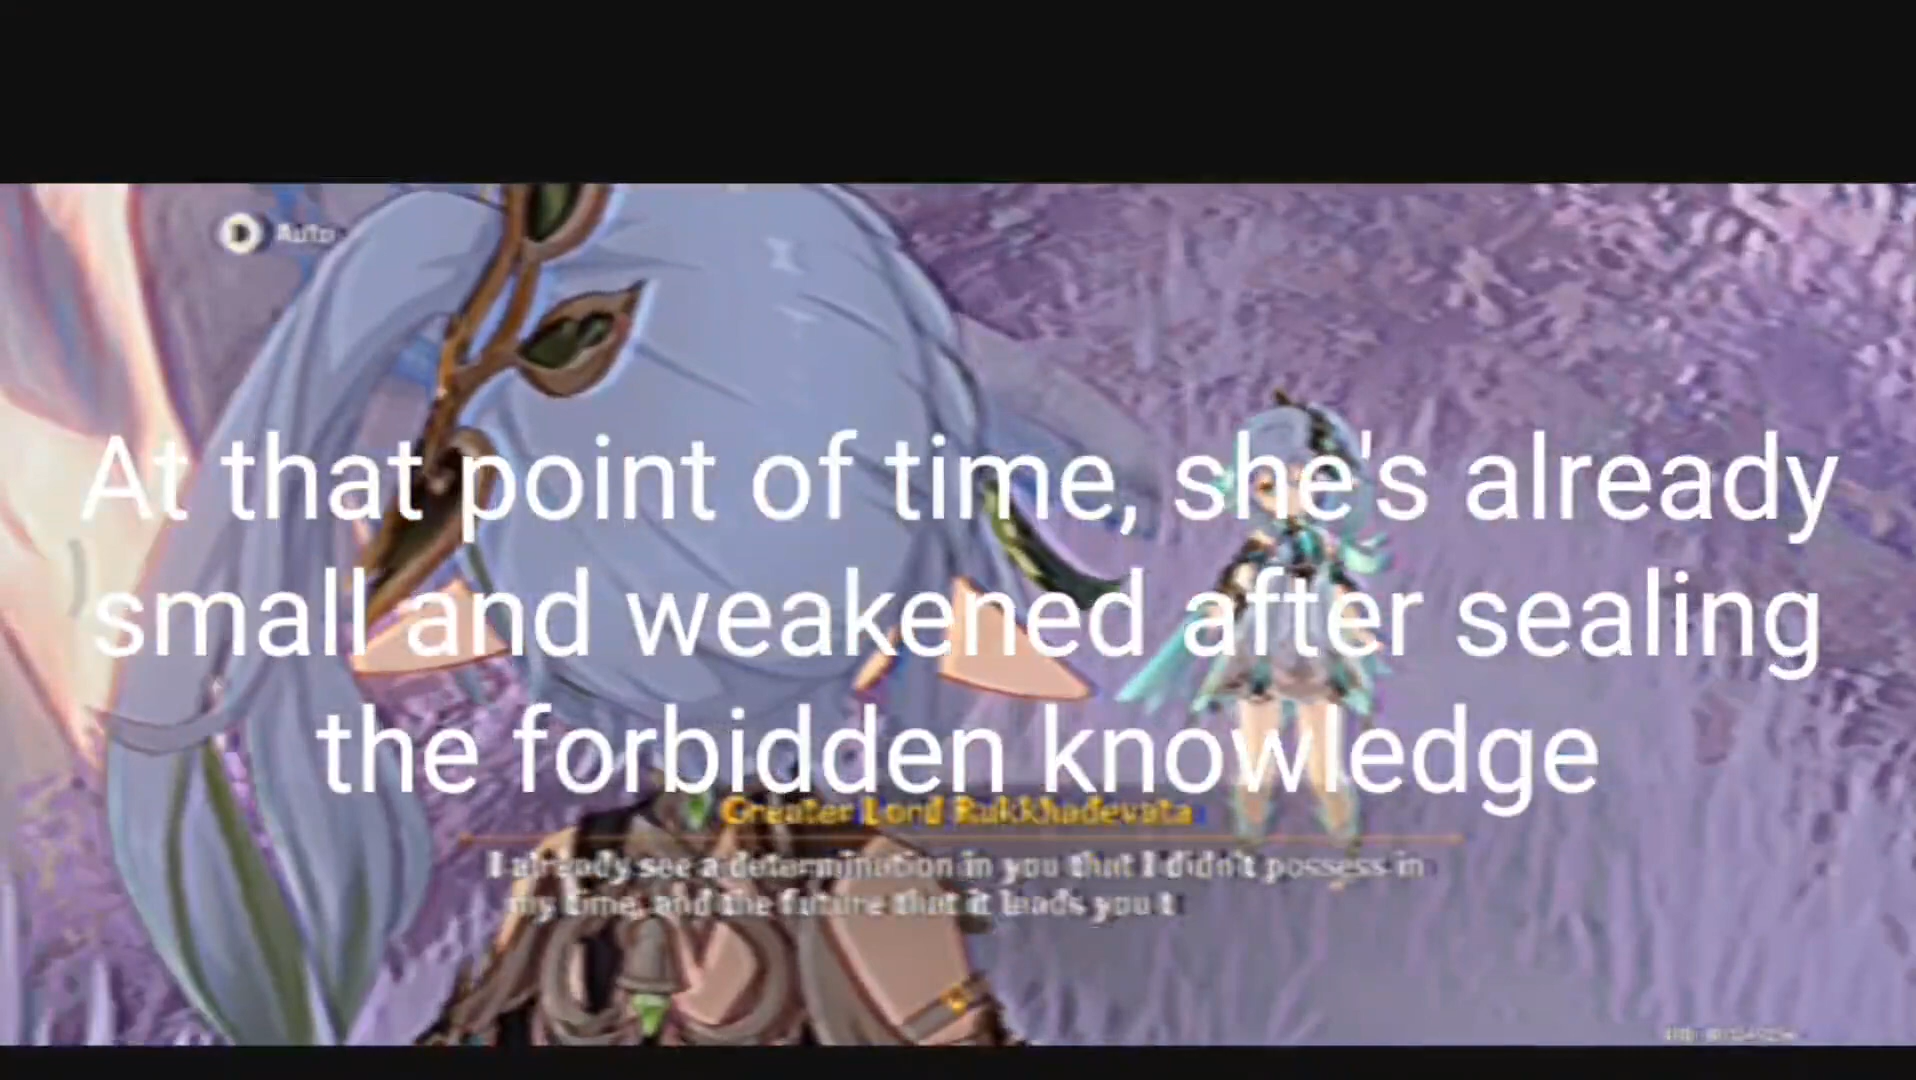 Auto
At that point of time, she's already
small and weakened after sealing
the forbidden knowledge
Greater Lord Rukkhadevata
I already see a determination in you that I didn't possess in
my time, and the future that it leads you t